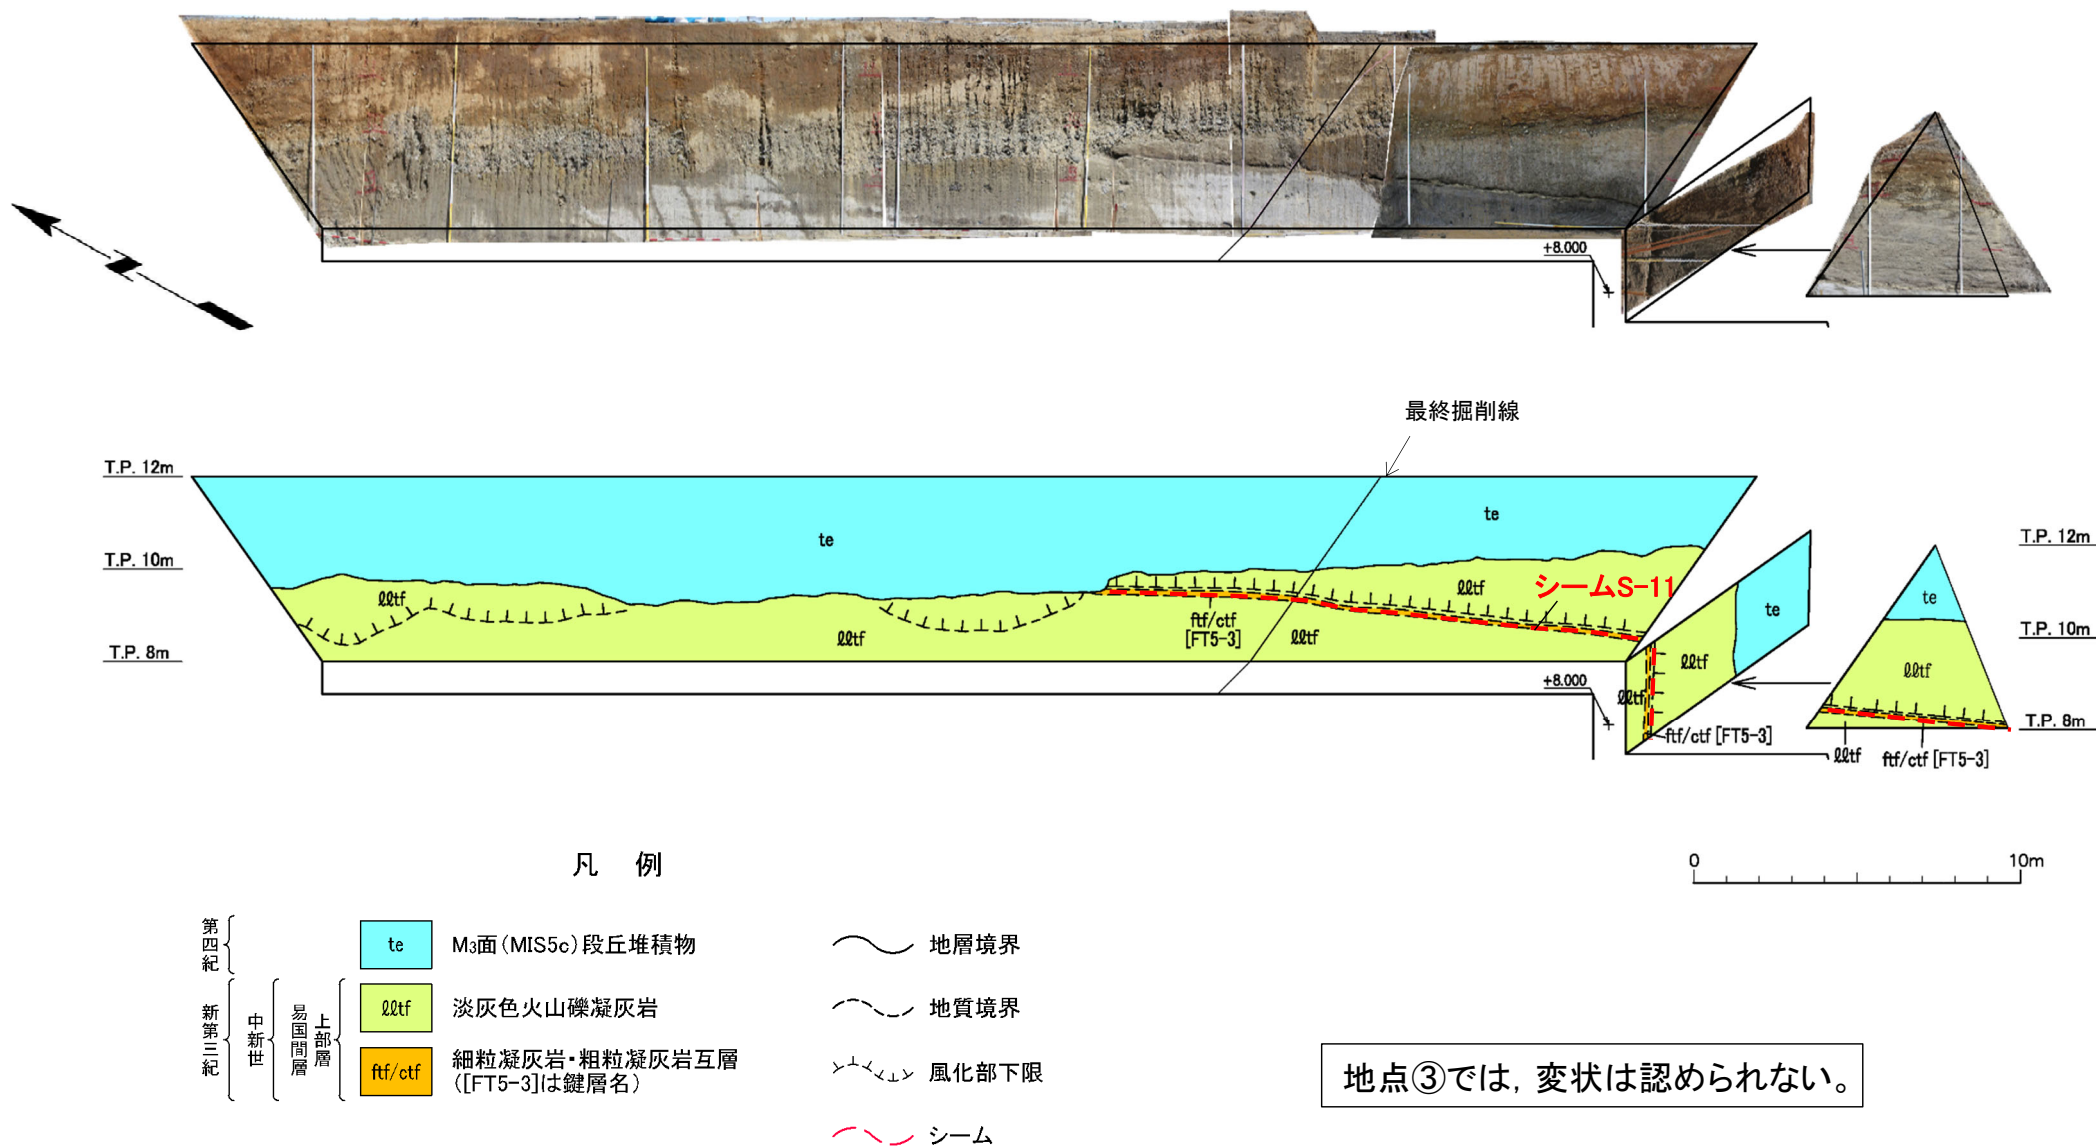 +8.000
最終掘削線
T.P. 12m
T.P. 10m
T.P. 8m
te
te
ℓℓtf
ℓℓtf
ftf/ctf
[FT5-3]
ℓℓtf
ℓℓtf
シームS-11
+8.000
ℓℓtf
ℓℓtf
te
ftf/ctf [FT5-3]
te
ℓℓtf
ℓℓtf
ftf/ctf [FT5-3]
T.P. 12m
T.P. 10m
T.P. 8m
0 10m
凡 例
第四紀
te M3面(MIS5c)段丘堆積物
新第三紀
中新世
易国間層
上部層
ℓℓtf 淡灰色火山礫凝灰岩
ftf/ctf 細粒凝灰岩・粗粒凝灰岩互層
([FT5-3]は鍵層名)
地層境界
地質境界
風化部下限
シーム
地点③では, 変状は認められない。